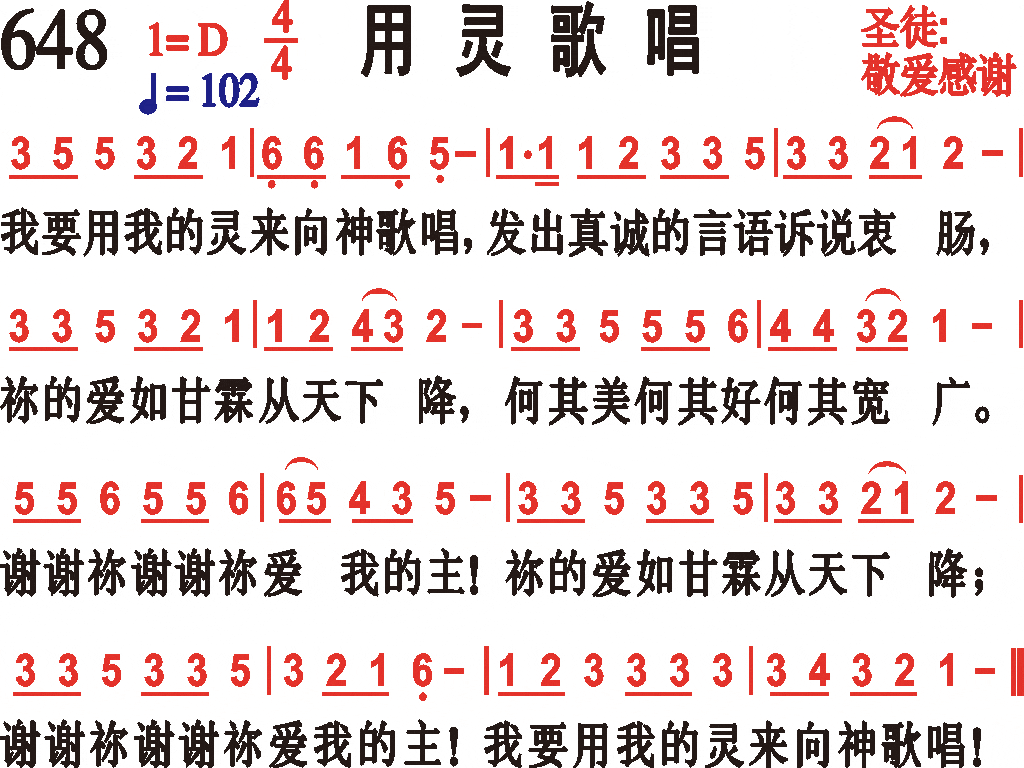 648 1=D 4/4 用灵歌唱 圣徒:
♩=102 敬爱感谢
3 5 5 3 2 1 | 6 6 1 6 5 – | 1·1 1 2 3 3 5 | 3 3 2 1 2 – |
我要用我的灵来向神歌唱，发出真诚的言语诉说衷 肠，
3 3 5 3 2 1 | 1 2 4 3 2 – | 3 3 5 5 5 6 | 4 4 3 2 1 – |
祢的爱如甘霖从天下 降，何其美何其好何其宽 广。
5 5 6 5 5 6 | 6 5 4 3 5 – | 3 3 5 3 3 5 | 3 3 2 1 2 – |
谢谢祢谢谢祢爱 我的主！祢的爱如甘霖从天下 降；
3 3 5 3 3 5 | 3 2 1 6 – | 1 2 3 3 3 3 | 3 4 3 2 1 – ‖
谢谢祢谢谢祢爱我的主！我要用我的灵来向神歌唱！